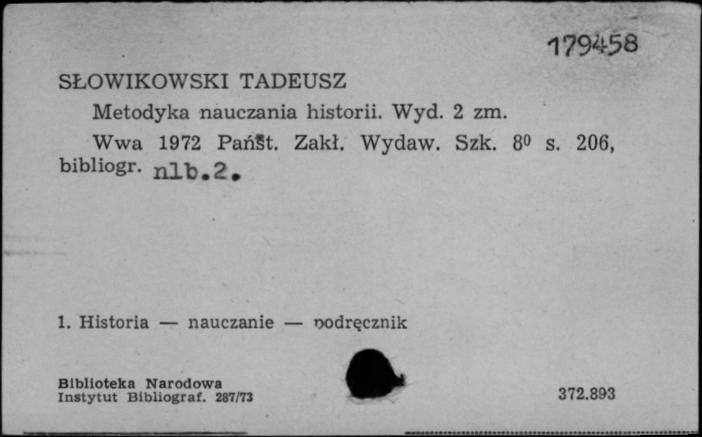 179458
SŁOWIKOWSKI TADEUSZ
Metodyka nauczania historii. Wyd. 2 zm.
Wwa 1972 Państ. Zakł. Wydaw. Szk. 8⁰ s. 206,
bibliogr. nlb.2.
1. Historia — nauczanie — podręcznik
Biblioteka Narodowa
Instytut Bibliograf. 287/73
372.893